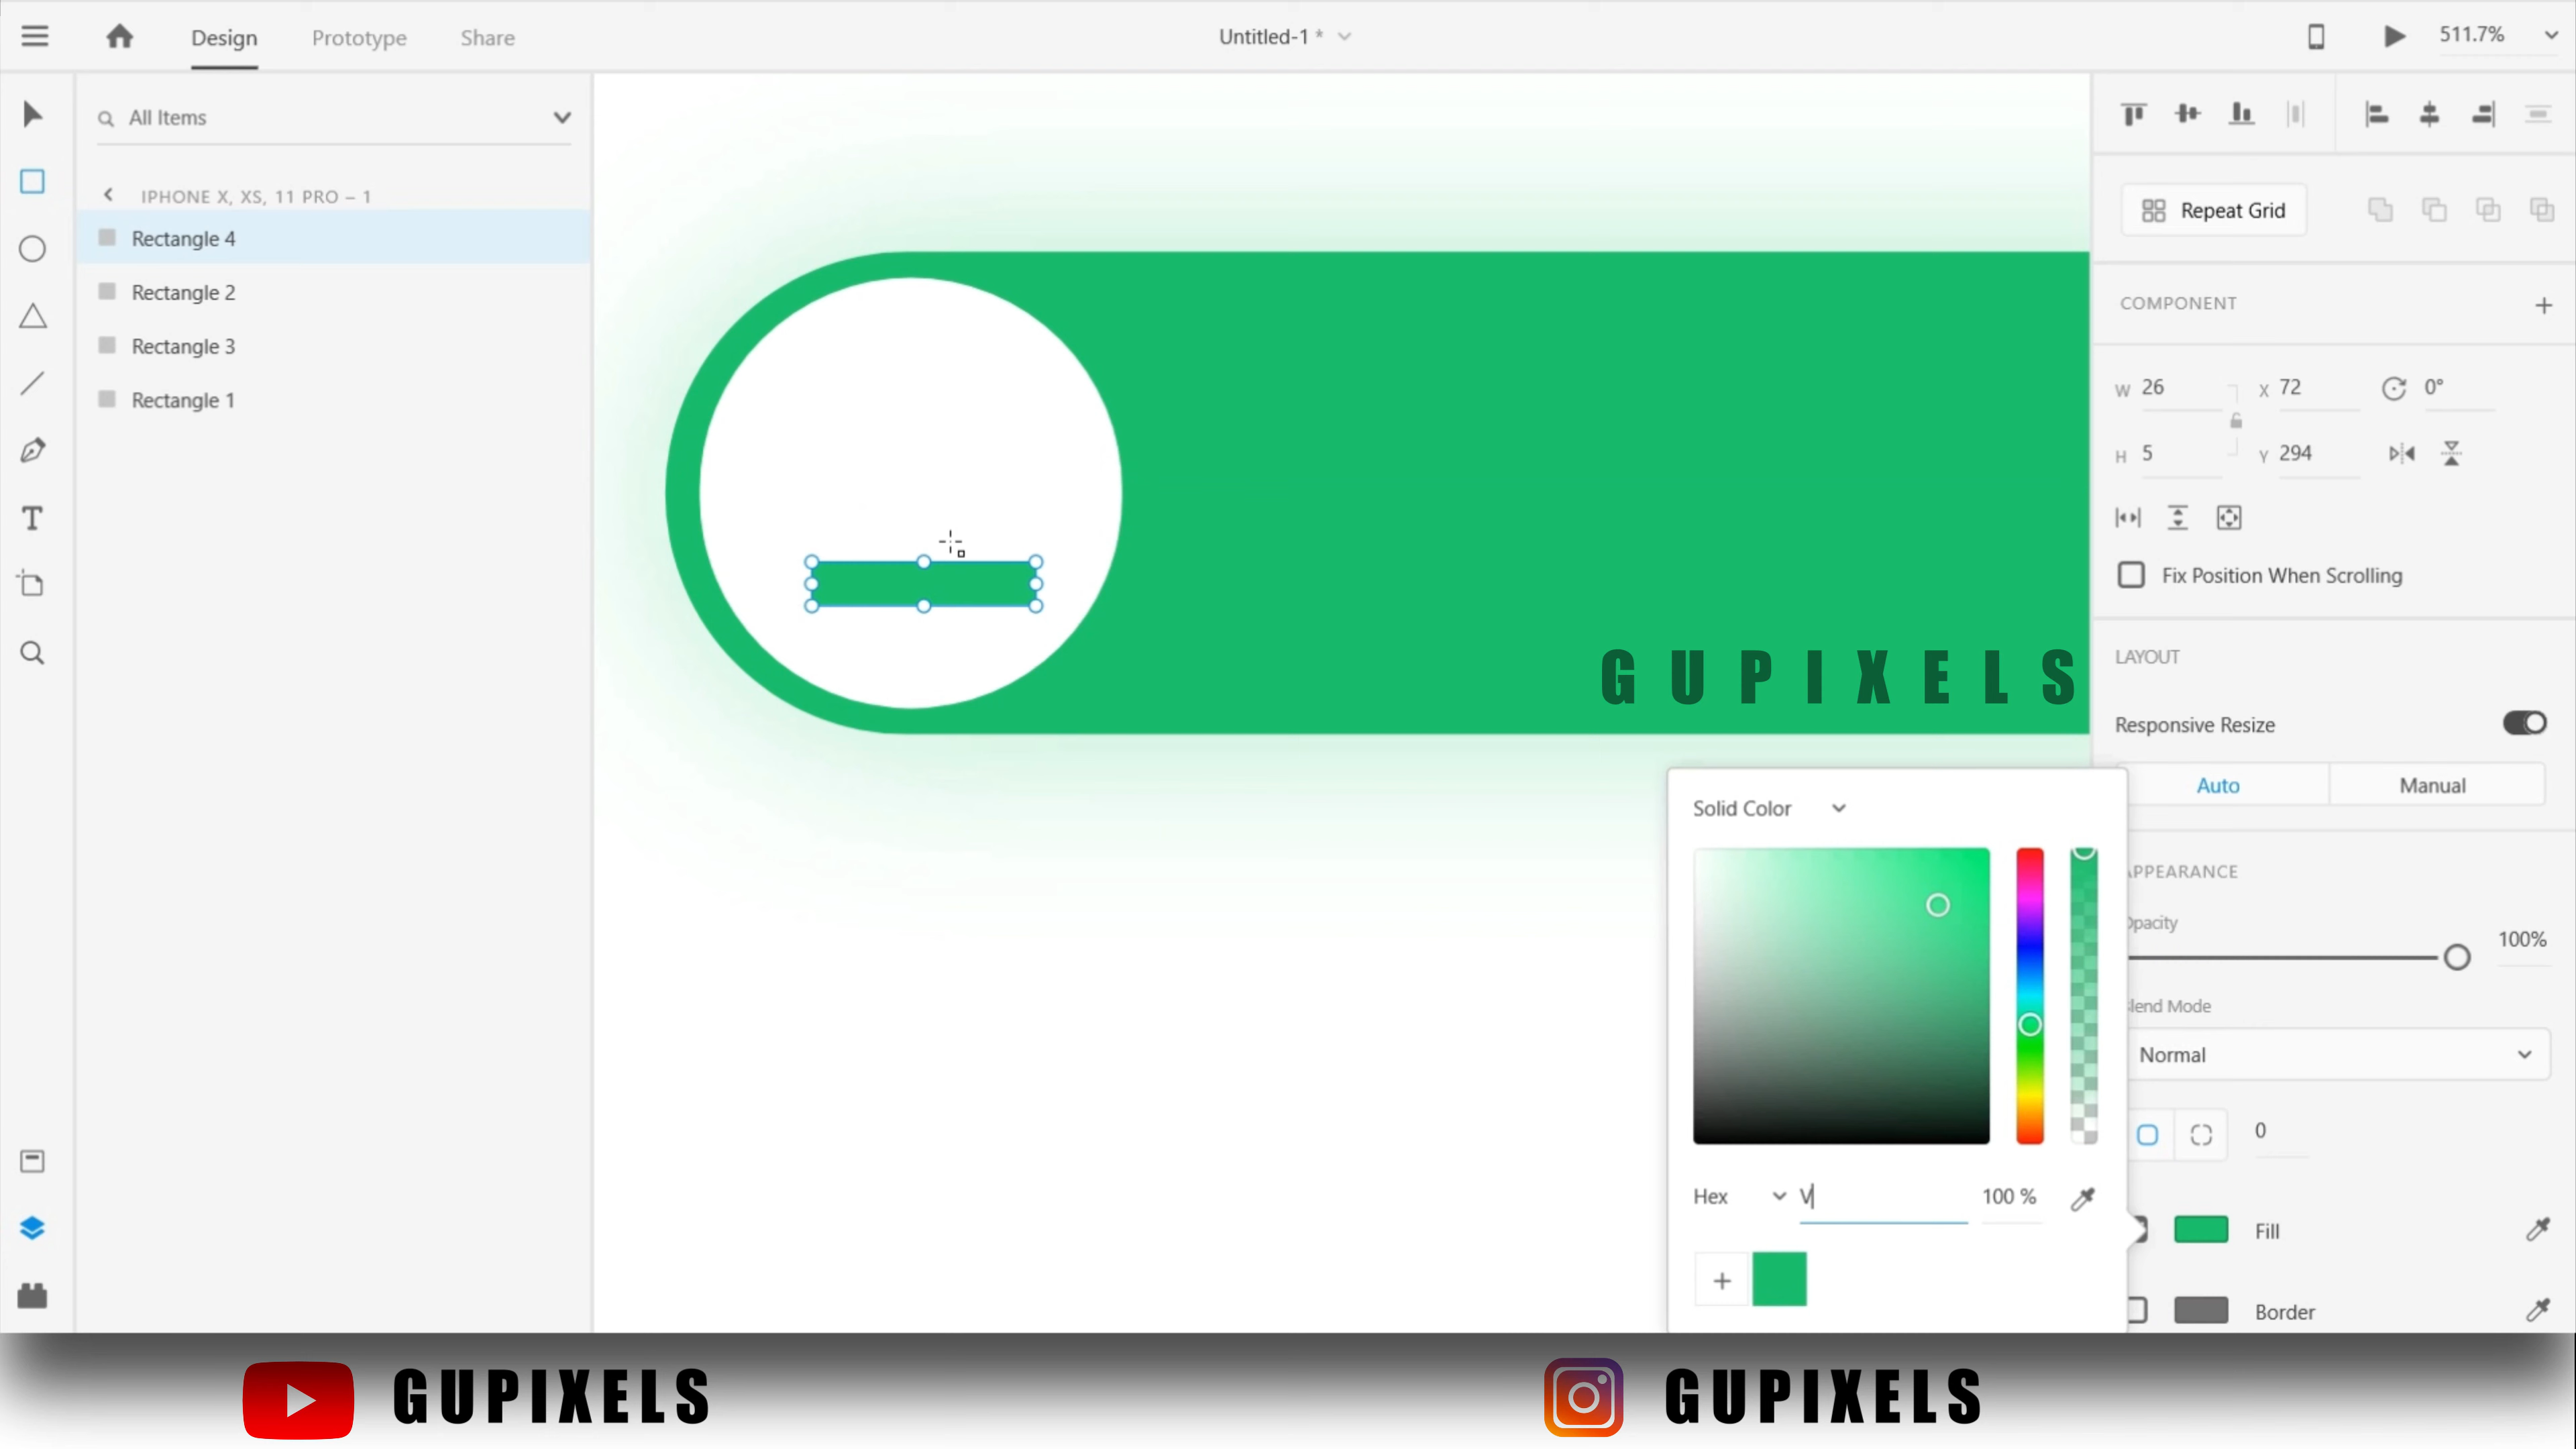 Design Prototype Share
Untitled-1 *
511.7%
All Items
IPHONE X, XS, 11 PRO – 1
Rectangle 4
Rectangle 2
Rectangle 3
Rectangle 1
GUPIXELS
Repeat Grid
COMPONENT
W 26 X 72 0°
H 5 Y 294
Fix Position When Scrolling
LAYOUT
Responsive Resize
Auto Manual
Solid Color
Hex V 100 %
PPEARANCE
pacity
100%
lend Mode
Normal
0
Fill
Border
GUPIXELS
GUPIXELS